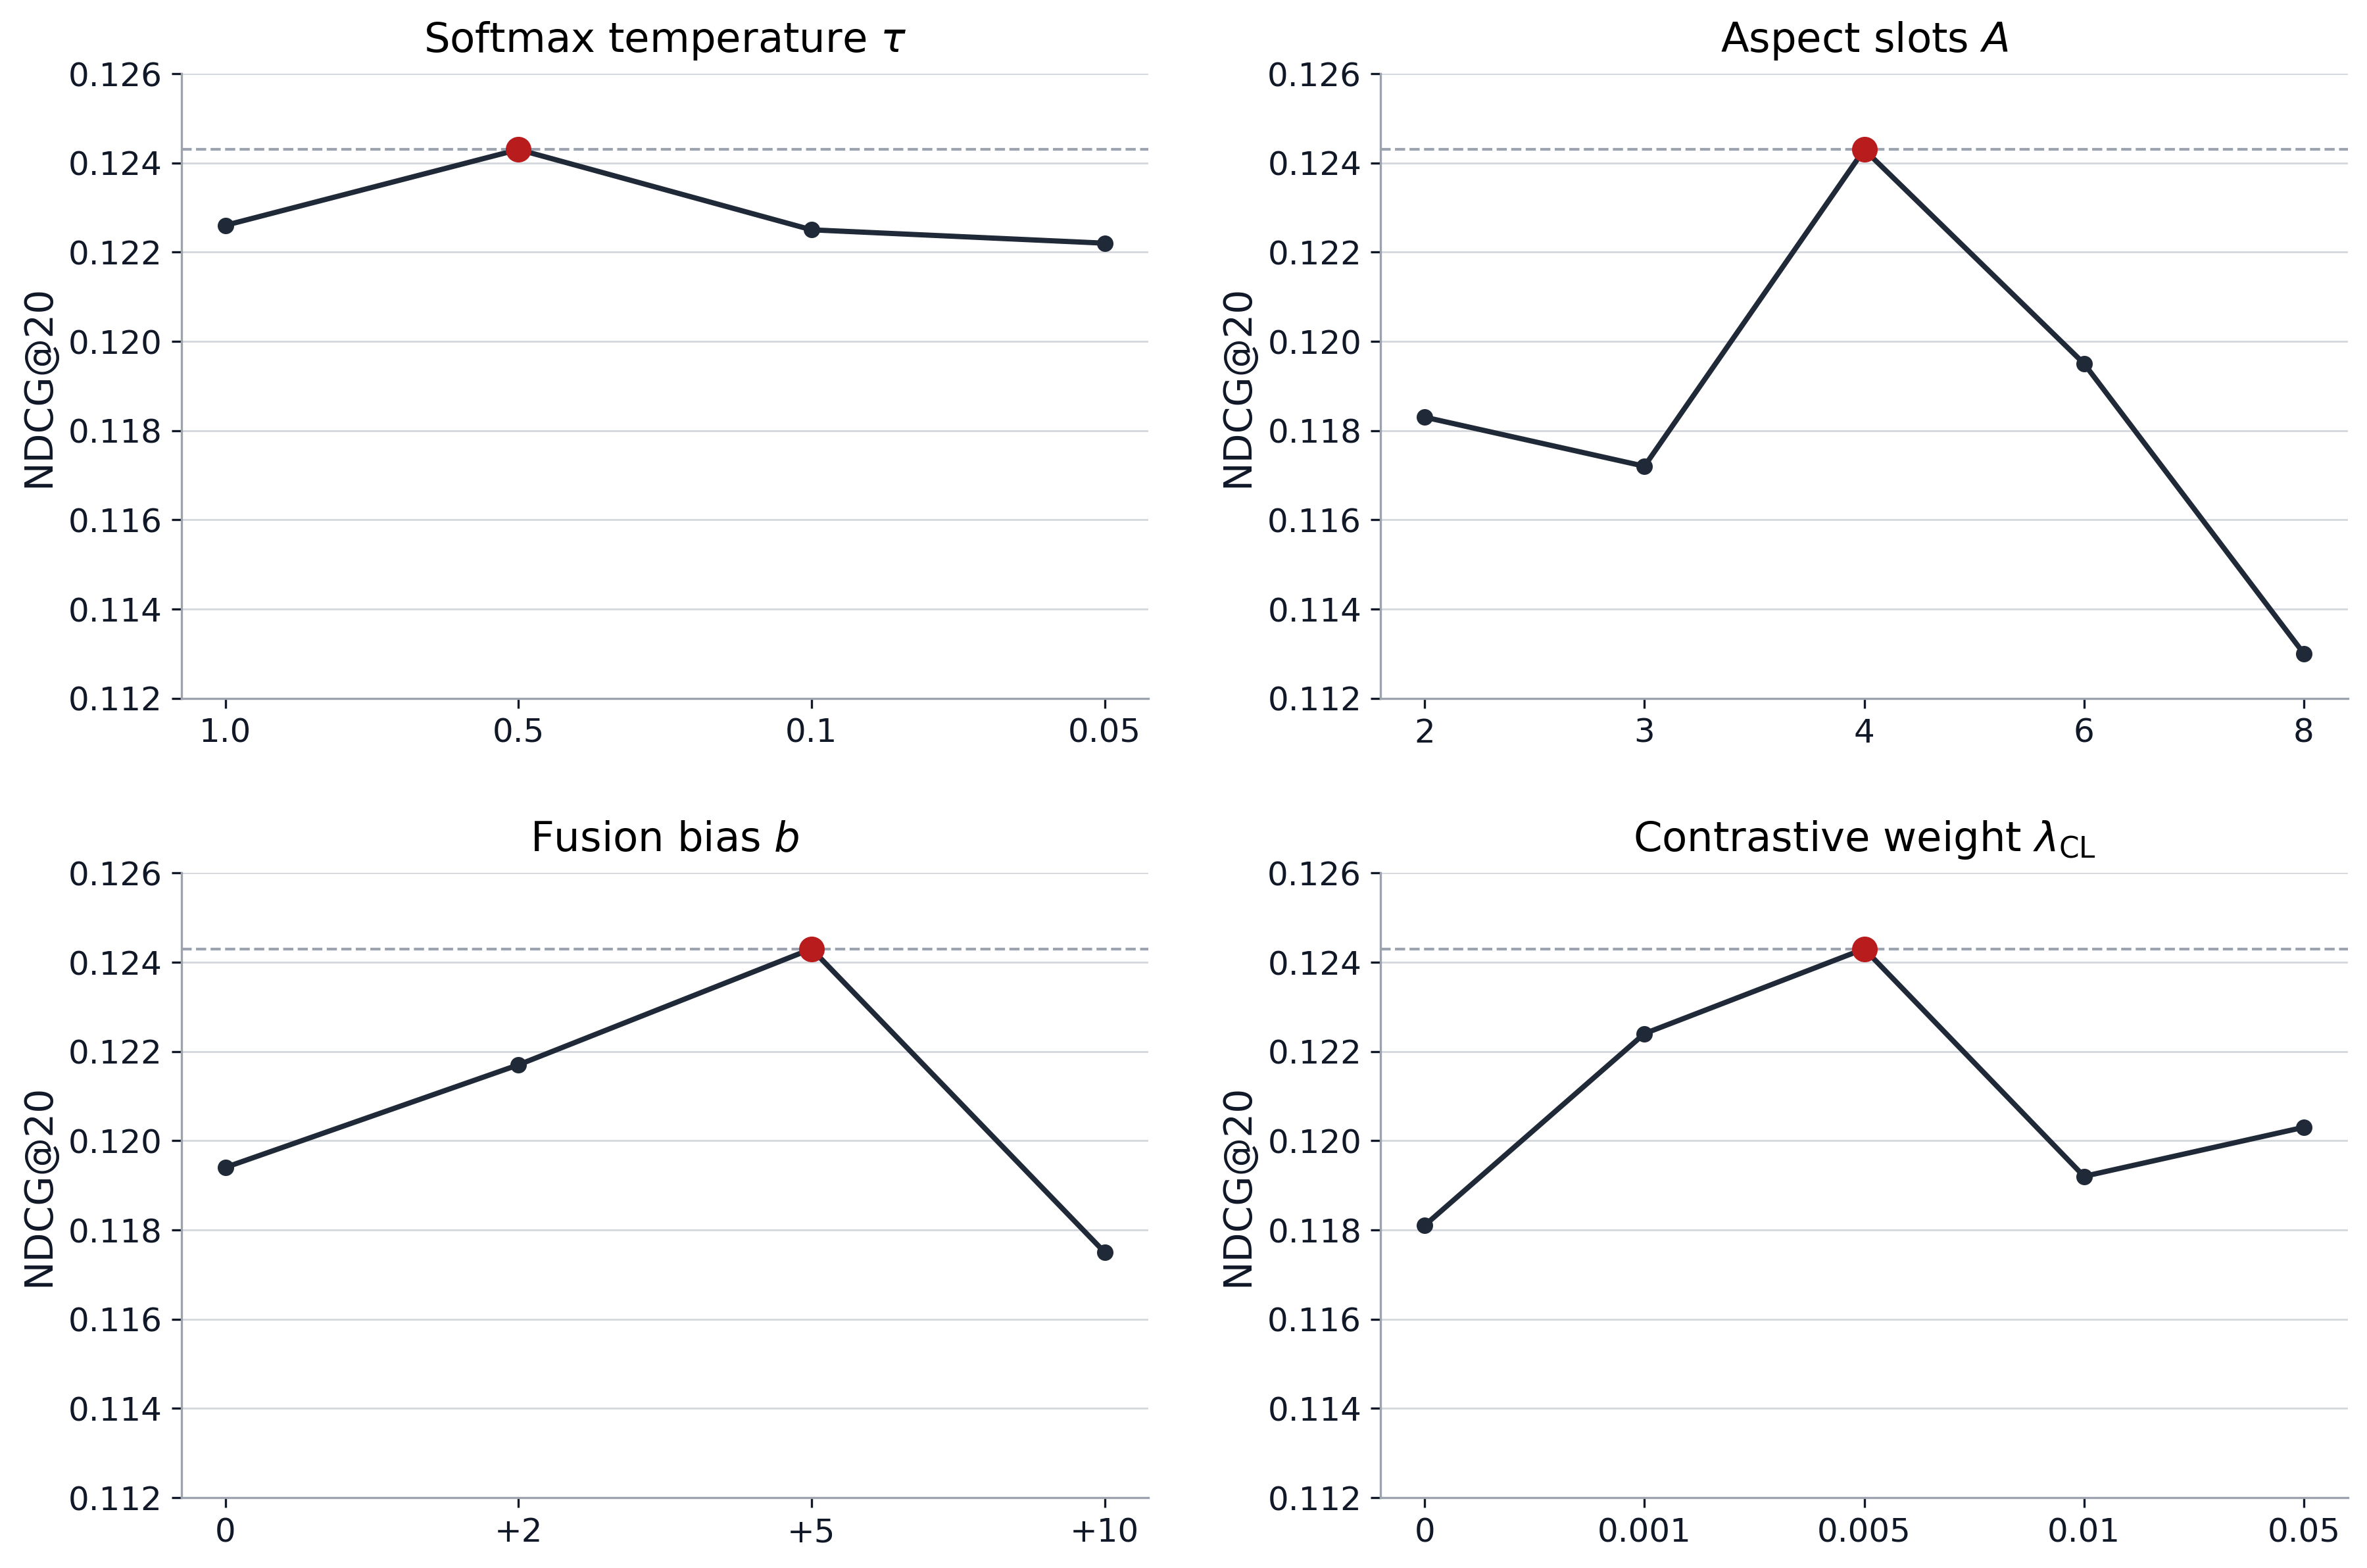 Softmax temperature τ
NDCG@20
0.126
0.124
0.122
0.120
0.118
0.116
0.114
0.112
1.0 0.5 0.1 0.05
Aspect slots A
NDCG@20
0.126
0.124
0.122
0.120
0.118
0.116
0.114
0.112
2 3 4 6 8
Fusion bias b
NDCG@20
0.126
0.124
0.122
0.120
0.118
0.116
0.114
0.112
0 +2 +5 +10
Contrastive weight λCL
NDCG@20
0.126
0.124
0.122
0.120
0.118
0.116
0.114
0.112
0 0.001 0.005 0.01 0.05